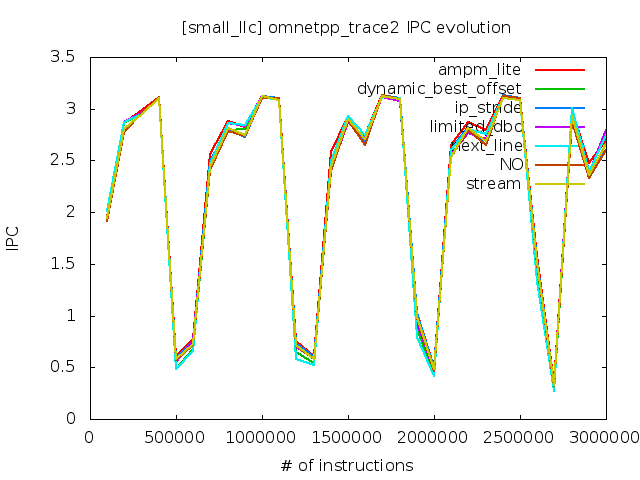 [small_llc] omnetpp_trace2 IPC evolution
3.5
3
2.5
2
1.5
1
0.5
0
IPC
ampm_lite
dynamic_best_offset
ip_stride
limited_dbo
next_line
NO
stream
0 500000 1000000 1500000 2000000 2500000 3000000
# of instructions